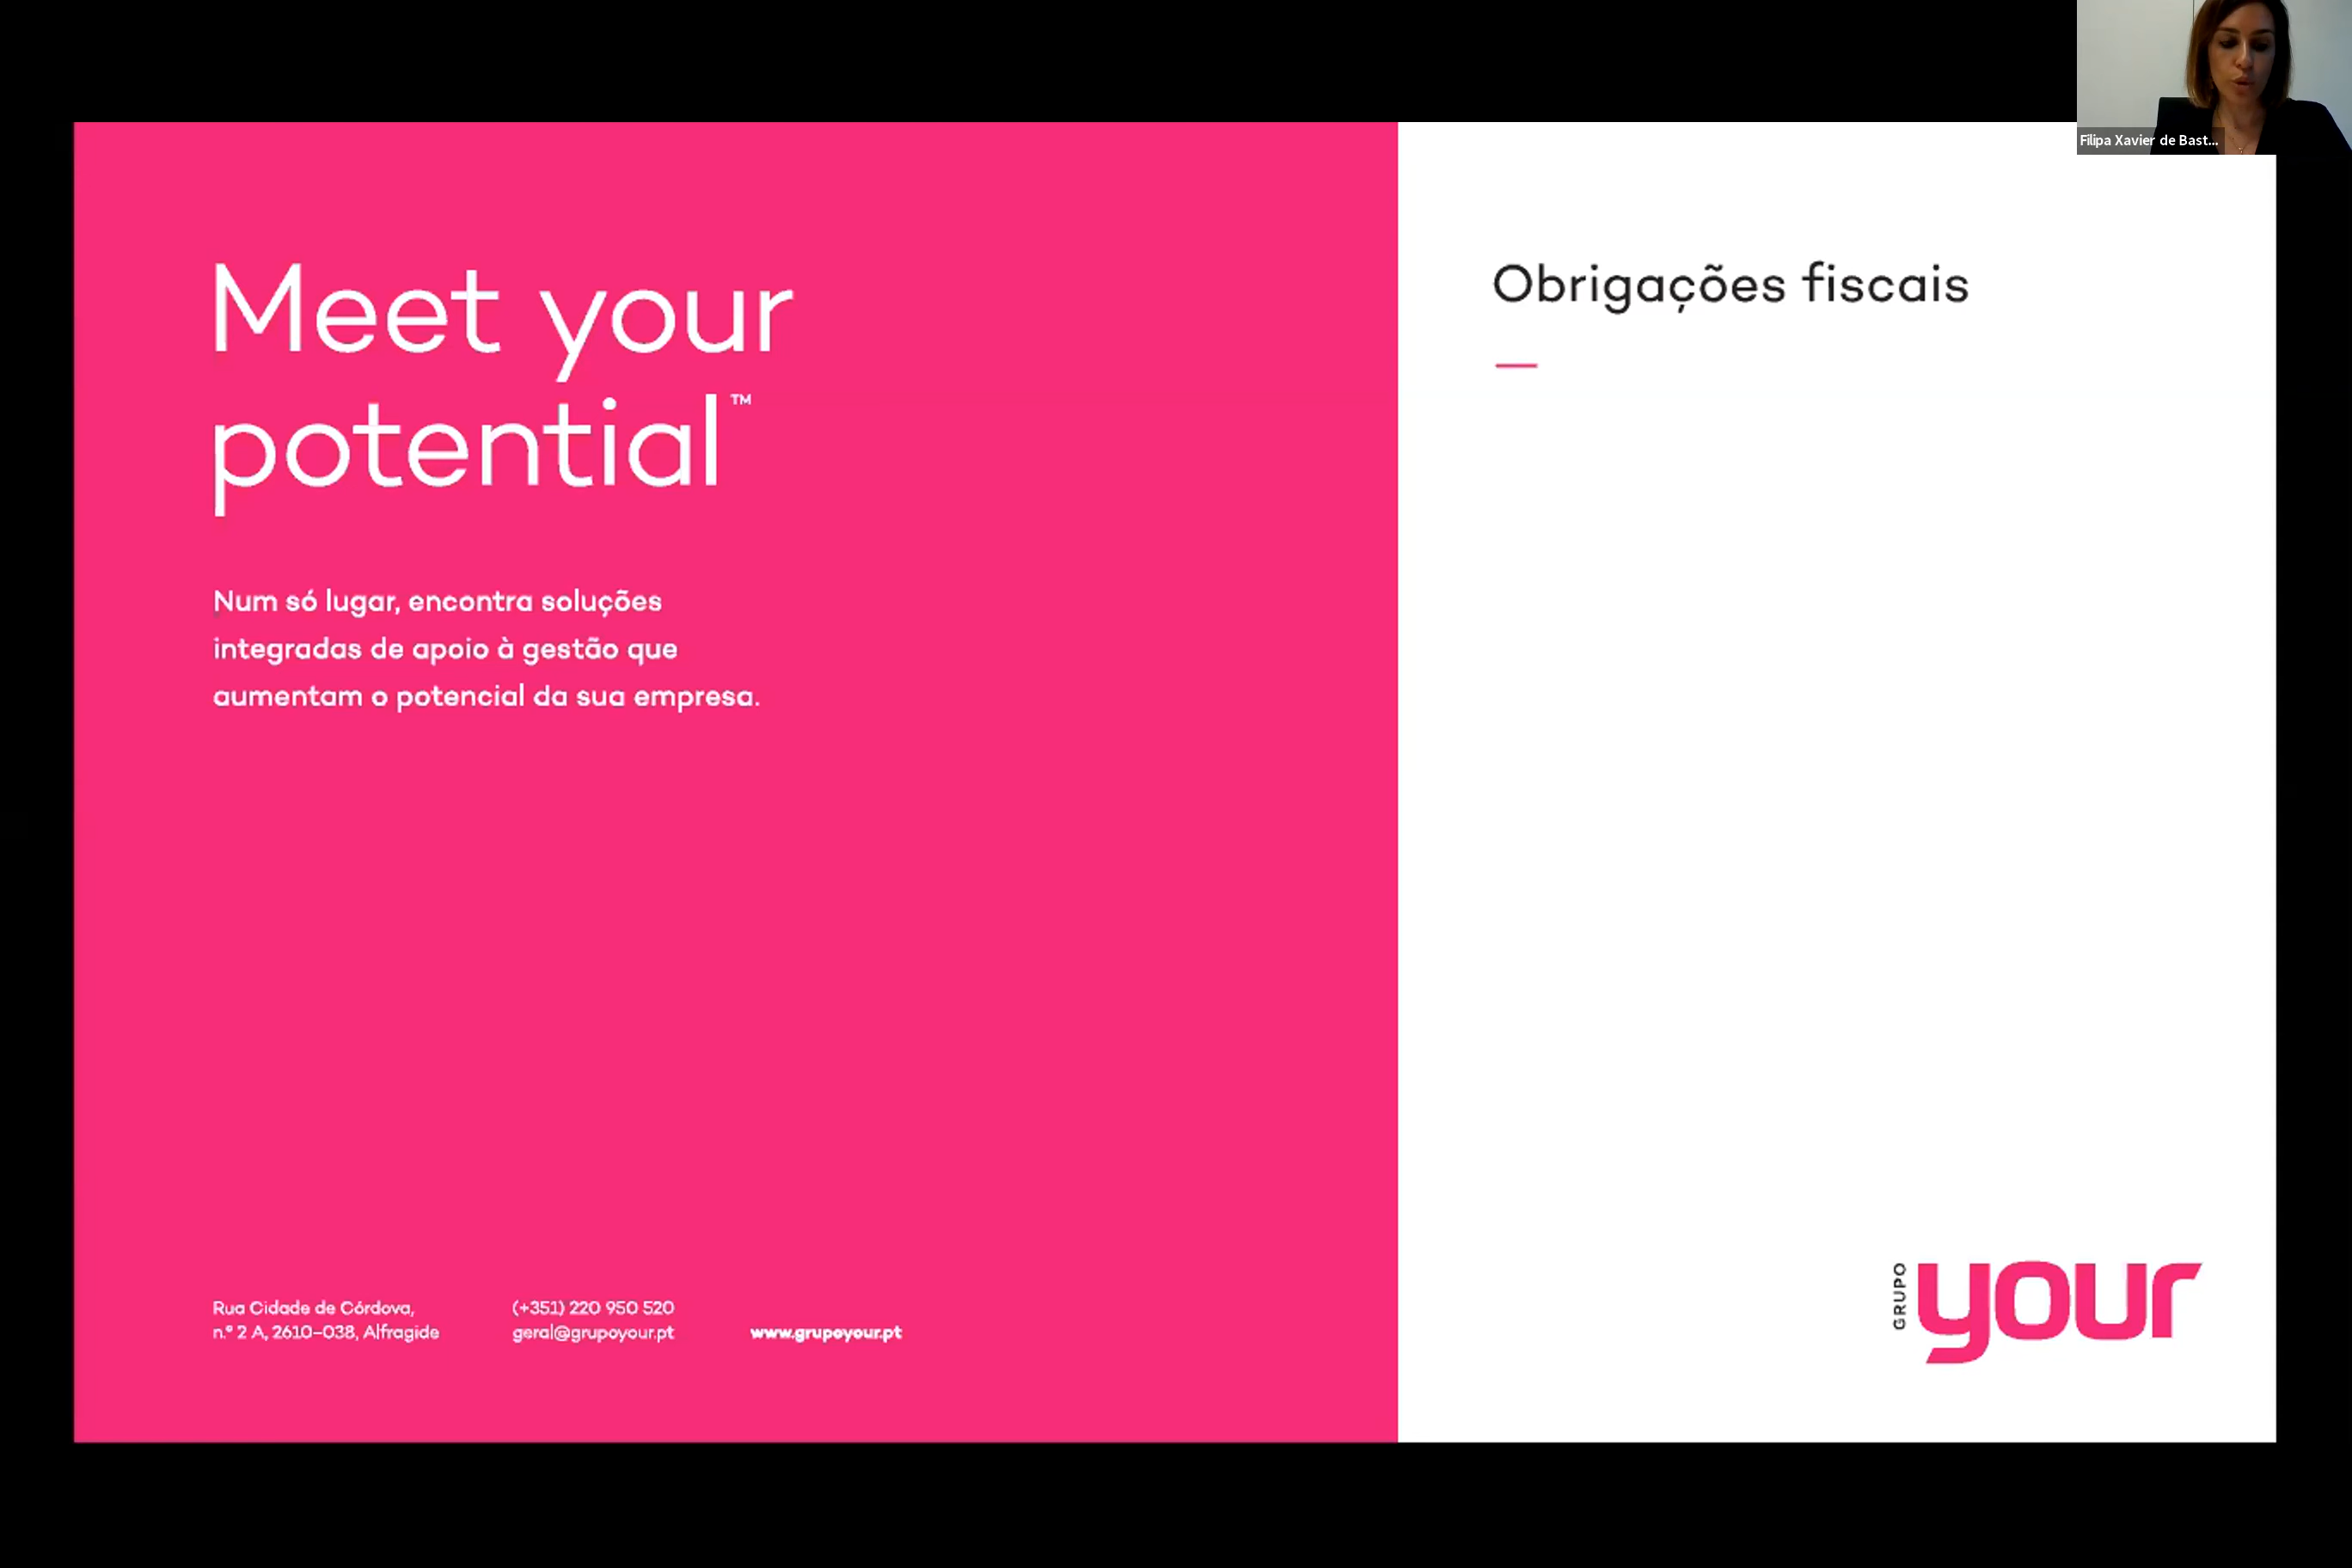 Filipa Xavier de Bast...
Meet your
potential™
Num só lugar, encontra soluções
integradas de apoio à gestão que
aumentam o potencial da sua empresa.
Rua Cidade de Córdova,
n.º 2 A, 2610–038, Alfragide
(+351) 220 950 520
geral@grupoyour.pt
www.grupoyour.pt
Obrigações fiscais
GRUPO
your